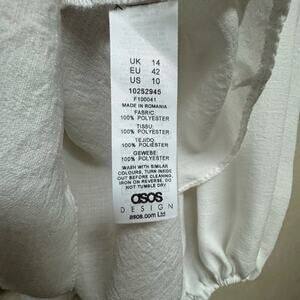 UK 14
EU 42
US 10
10252945
F100041
MADE IN ROMANIA
FABRIC:
100% POLYESTER
TISSU:
100% POLYESTER
TEJIDO:
100% POLIÉSTER
GEWEBE:
100% POLYESTER
WASH WITH SIMILAR
COLOURS, TURN INSIDE
OUT BEFORE CLEANING,
IRON ON REVERSE, DO
NOT TUMBLE DRY
asos
DESIGN
asos.com Ltd